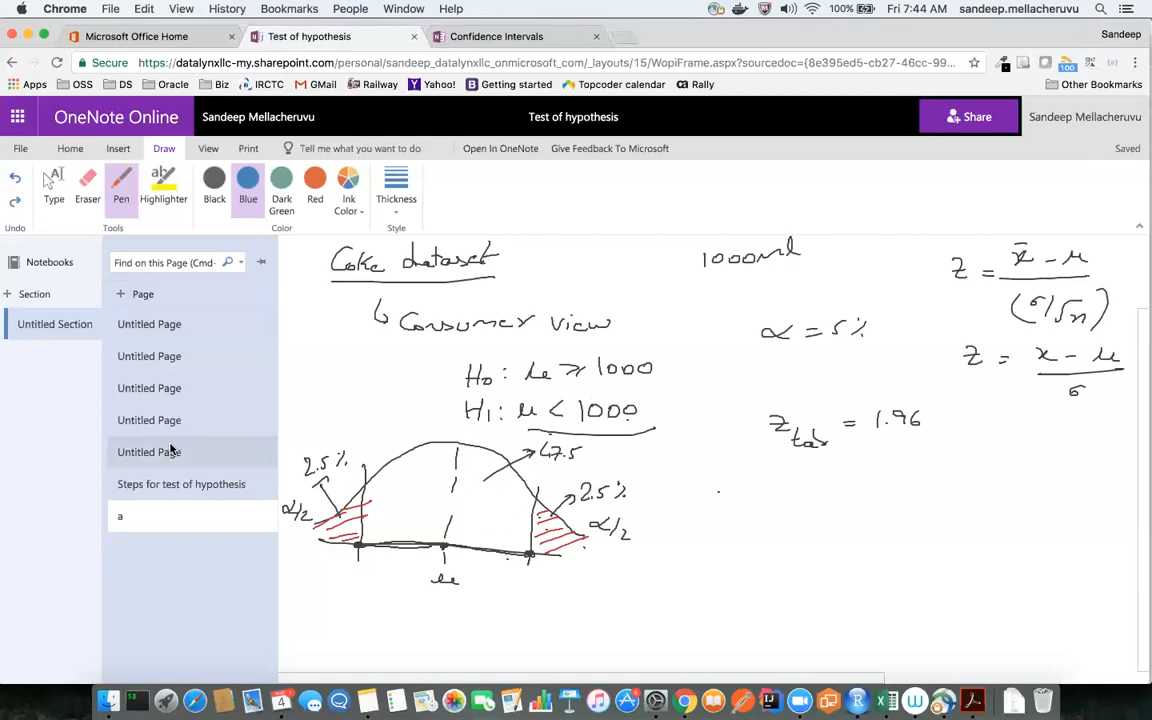 Chrome File Edit View History Bookmarks People Window Help 100% Fri 7:44 AM sandeep.mellacheruvu
Microsoft Office Home × Test of hypothesis × Confidence Intervals × Sandeep
Secure https://datalynxllc-my.sharepoint.com/personal/sandeep_datalynxllc_onmicrosoft_com/_layouts/15/WopiFrame.aspx?sourcedoc={8e395ed5-cb27-46cc-99... 100
Apps OSS DS Oracle Biz IRCTC GMail Railway Yahoo! Getting started Topcoder calendar Rally Other Bookmarks
OneNote Online Sandeep Mellacheruvu Test of hypothesis Share Sandeep Mellacheruvu
File Home Insert Draw View Print Tell me what you want to do Open In OneNote Give Feedback To Microsoft Saved
Type Eraser Pen Highlighter Black Blue Dark Green Red Ink Color Thickness
Undo Tools Color Style
Notebooks
Find on this Page (Cmd-
+ Section
+ Page
Untitled Section
Untitled Page
Untitled Page
Untitled Page
Untitled Page
Untitled Page
Steps for test of hypothesis
a
Coke dataset
1000ml
Z = x̄ - μ / (σ/√n)
↳ Consumer view
α = 5%
Z = x - μ / σ
H0: μ ≥ 1000
H1: μ < 1000
Z tab = 1.96
47.5
2.5%
2.5%
α/2
α/2
μ